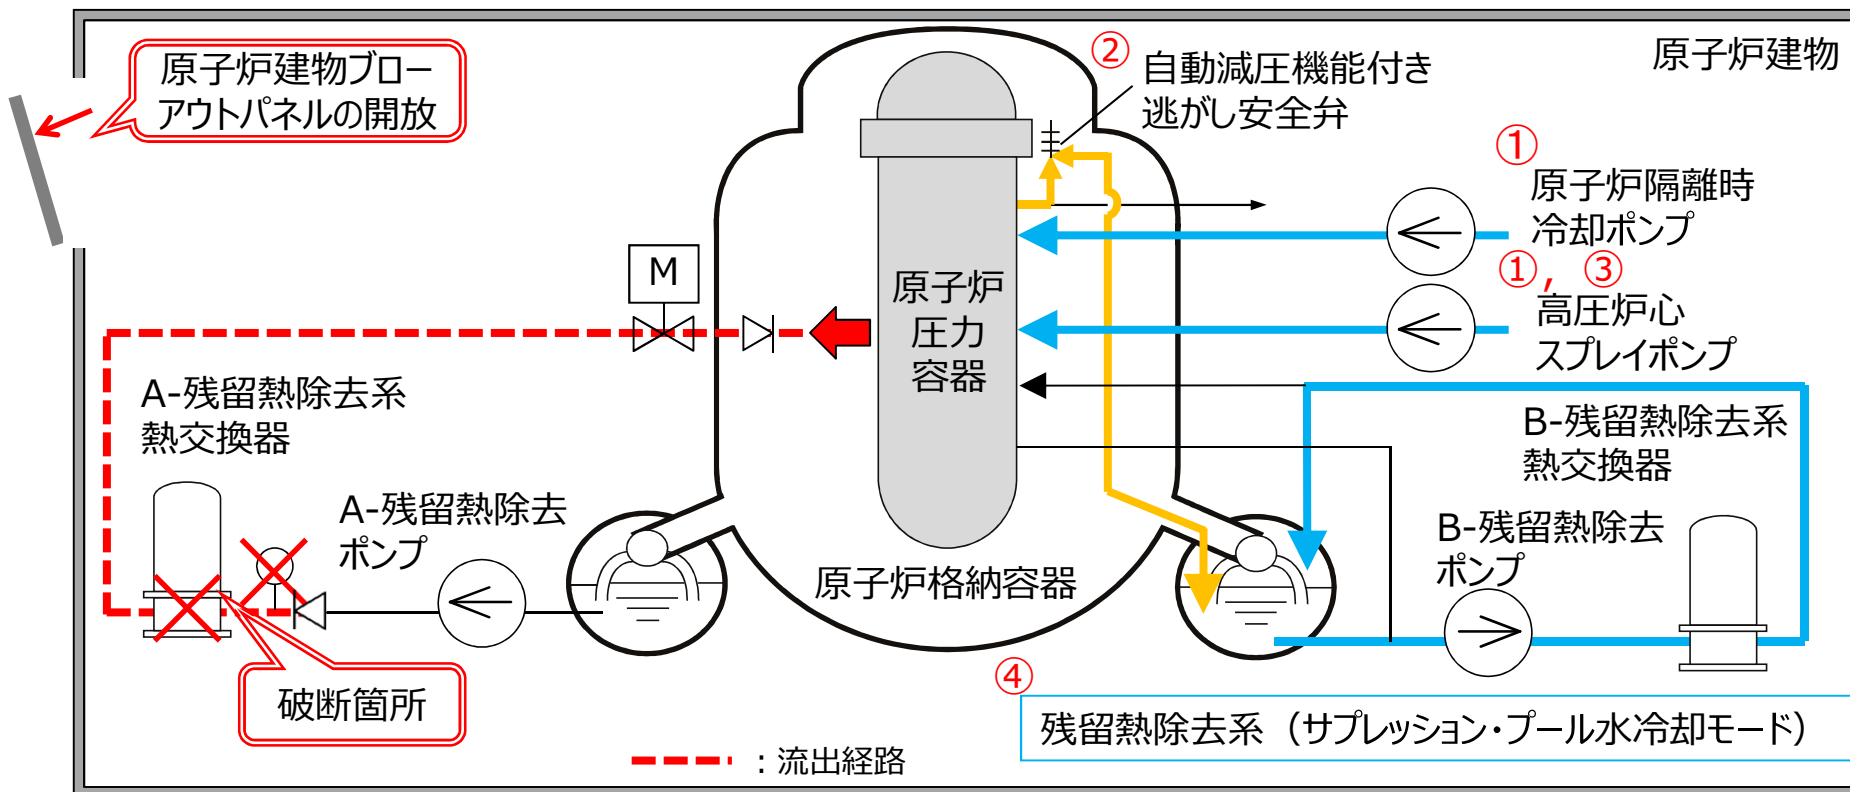 原子炉建物ブロー
アウトパネルの開放
②
自動減圧機能付き
逃がし安全弁
原子炉建物
①
原子炉隔離時
冷却ポンプ
①, ③
高圧炉心
スプレイポンプ
M
原子炉
圧力
容器
A-残留熱除去系
熱交換器
B-残留熱除去系
熱交換器
A-残留熱除去
ポンプ
B-残留熱除去
ポンプ
原子炉格納容器
破断箇所
④
残留熱除去系（サプレッション・プール水冷却モード）
：流出経路